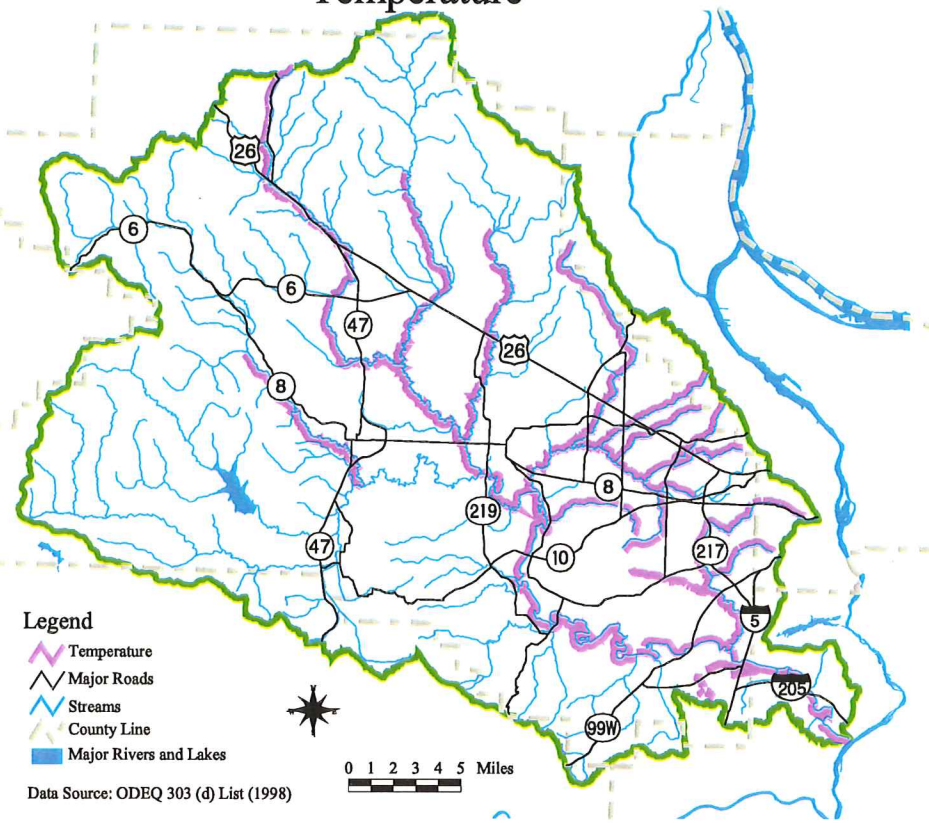 Temperature
26
6
6
47
26
8
8
219
47
10
217
5
205
99W
Legend
Temperature
Major Roads
Streams
County Line
Major Rivers and Lakes
0 1 2 3 4 5 Miles
Data Source: ODEQ 303 (d) List (1998)